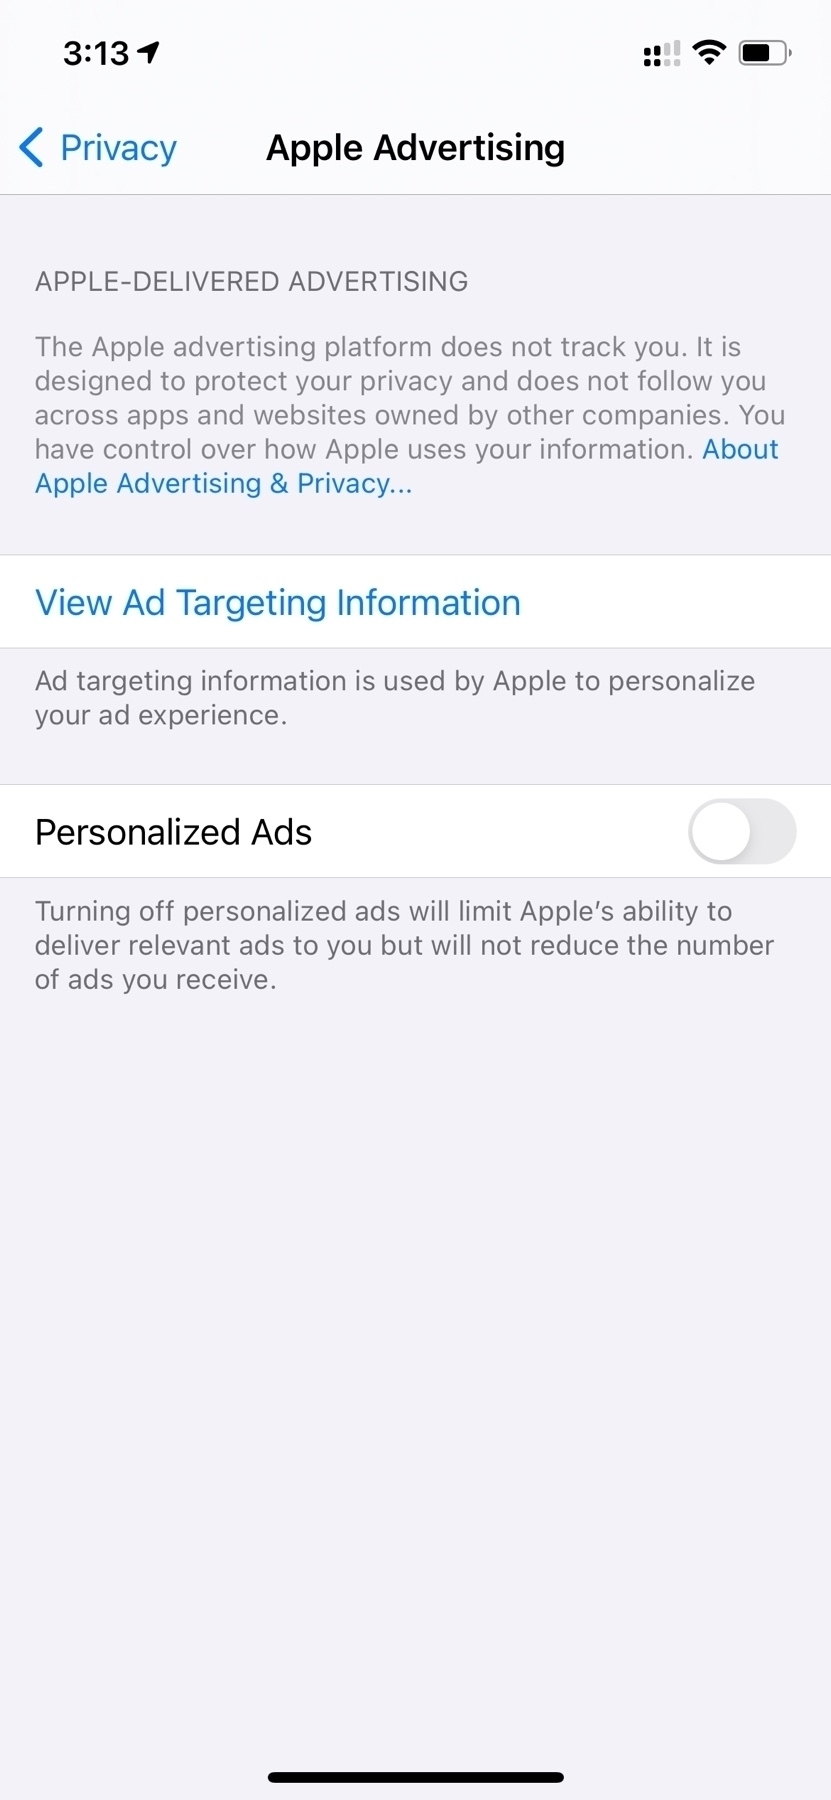 3:13
Privacy
Apple Advertising
APPLE-DELIVERED ADVERTISING
The Apple advertising platform does not track you. It is
designed to protect your privacy and does not follow you
across apps and websites owned by other companies. You
have control over how Apple uses your information. About
Apple Advertising & Privacy...
View Ad Targeting Information
Ad targeting information is used by Apple to personalize
your ad experience.
Personalized Ads
Turning off personalized ads will limit Apple's ability to
deliver relevant ads to you but will not reduce the number
of ads you receive.